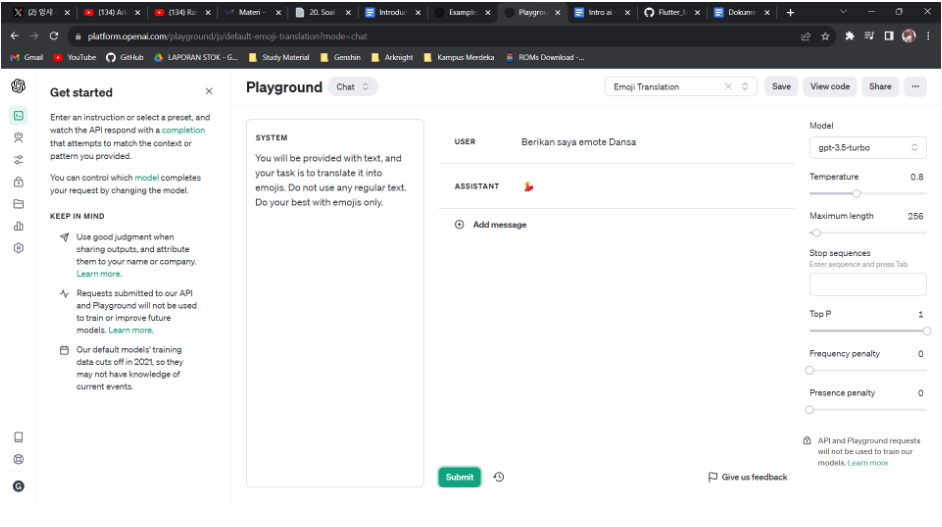 (2) 영새
(134) Ar
(134) Ra
Materi –
20. Soal
Introduc
Example
Playgrou
Intro ai
Flutter_
Dokume
platform.openai.com/playground/p/default-emoji-translation?mode=chat
Gmail
YouTube
GitHub
LAPORAN STOK - G...
Study Material
Genshin
Arknight
Kampus Merdeka
ROMs Download -...
Get started
Enter an instruction or select a preset, and
watch the API respond with a completion
that attempts to match the context or
pattern you provided.
You can control which model completes
your request by changing the model.
KEEP IN MIND
Use good judgment when
sharing outputs, and attribute
them to your name or company.
Learn more.
Requests submitted to our API
and Playground will not be used
to train or improve future
models. Learn more.
Our default models' training
data cuts off in 2021, so they
may not have knowledge of
current events.
G
Playground
Chat
Emoji Translation
Save
View code
Share
...
SYSTEM
You will be provided with text, and
your task is to translate it into
emojis. Do not use any regular text.
Do your best with emojis only.
USER
Berikan saya emote Dansa
ASSISTANT
💃
Add message
Submit
Give us feedback
Model
gpt-3.5-turbo
Temperature 0.8
Maximum length 256
Stop sequences
Enter sequence and press Tab
Top P 1
Frequency penalty 0
Presence penalty 0
API and Playground requests
will not be used to train our
models. Learn more